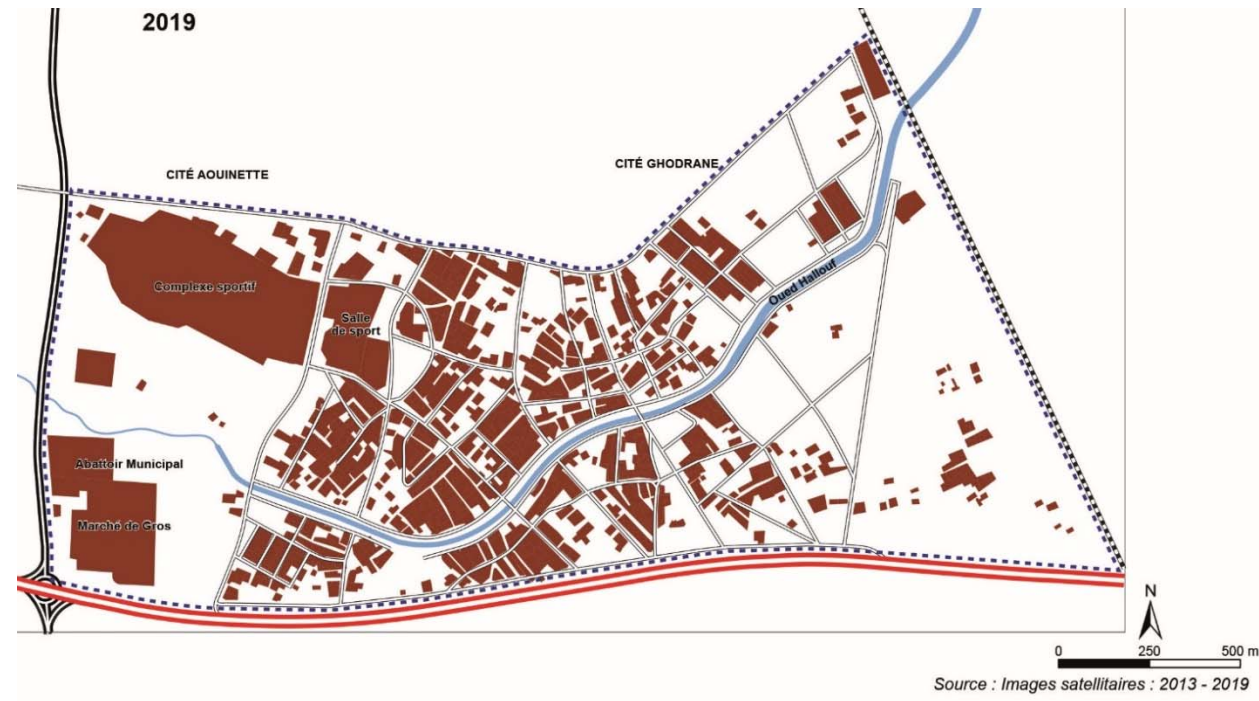 2019
CITÉ GHODRANE
CITÉ AOUINETTE
Oued Hallouf
Complexe sportif
Salle
de sport
Abattoir Municipal
Marché de Gros
N
0 250 500 m
Source : Images satellitaires : 2013 - 2019